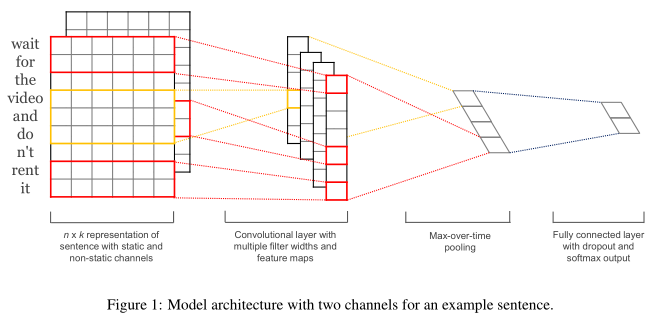 wait
for
the
video
and
do
n't
rent
it
n x k representation of
sentence with static and
non-static channels
Convolutional layer with
multiple filter widths and
feature maps
Max-over-time
pooling
Fully connected layer
with dropout and
softmax output
Figure 1: Model architecture with two channels for an example sentence.